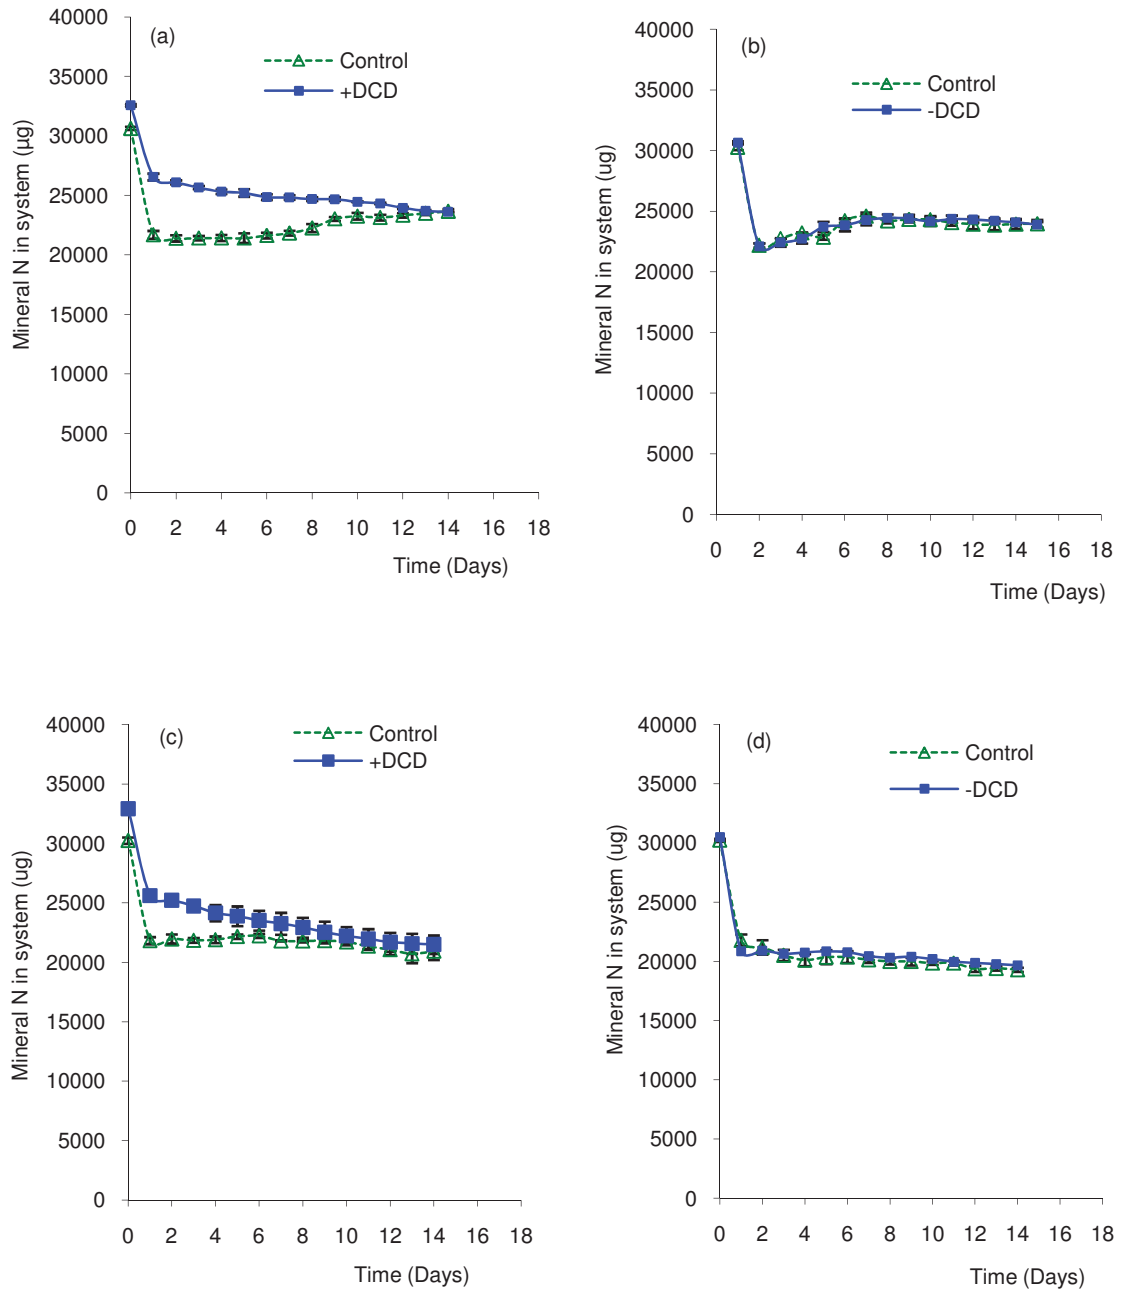 (a)
Control
+DCD
Mineral N in system (µg)
40000
35000
30000
25000
20000
15000
10000
5000
0
0 2 4 6 8 10 12 14 16 18
Time (Days)
(b)
Control
-DCD
Mineral N in system (ug)
40000
35000
30000
25000
20000
15000
10000
5000
0
0 2 4 6 8 10 12 14 16 18
Time (Days)
(c)
Control
+DCD
Mineral N in system (ug)
40000
35000
30000
25000
20000
15000
10000
5000
0
0 2 4 6 8 10 12 14 16 18
Time (Days)
(d)
Control
-DCD
Mineral N in system (ug)
40000
35000
30000
25000
20000
15000
10000
5000
0
0 2 4 6 8 10 12 14 16 18
Time (Days)